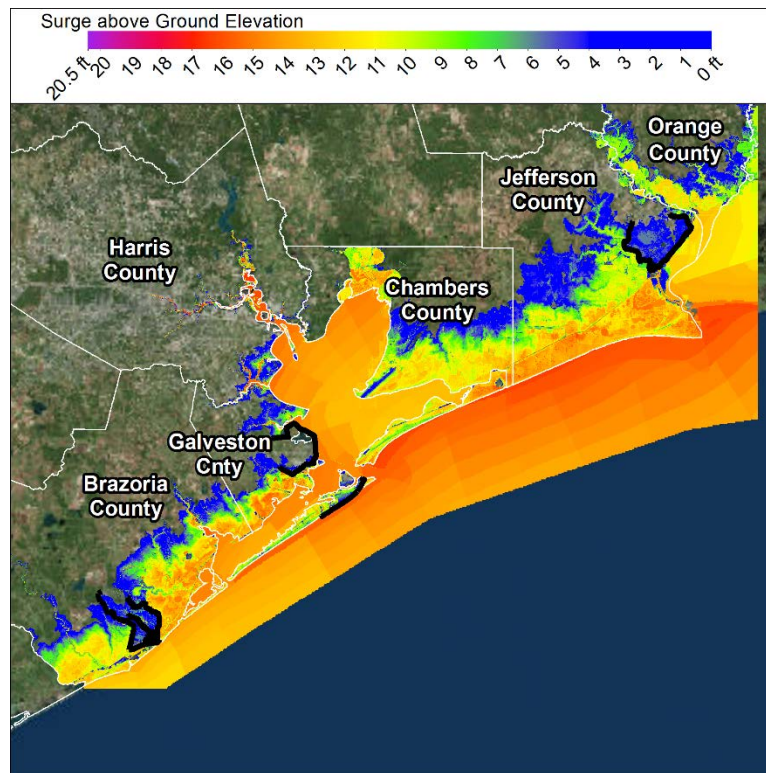 Surge above Ground Elevation
20.5 ft 20 19 18 17 16 15 14 13 12 11 10 9 8 7 6 5 4 3 2 1 0 ft
Orange
County
Jefferson
County
Harris
County
Chambers
County
Galveston
Cnty
Brazoria
County